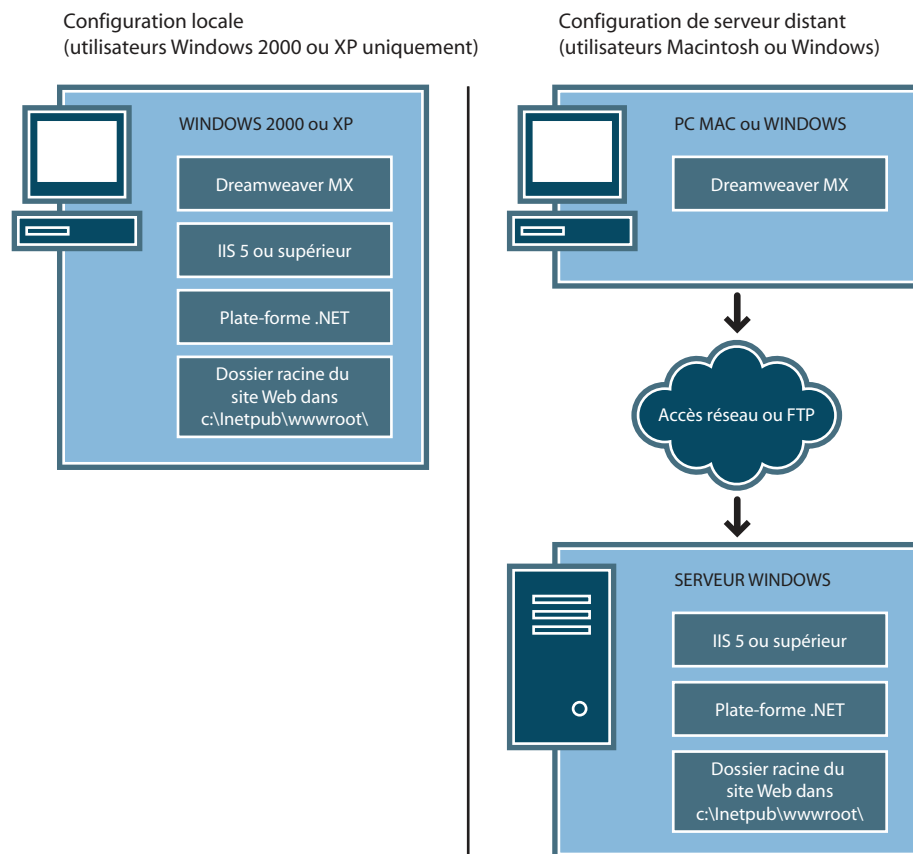 Configuration locale
(utilisateurs Windows 2000 ou XP uniquement)
WINDOWS 2000 ou XP
Dreamweaver MX
IIS 5 ou supérieur
Plate-forme .NET
Dossier racine du
site Web dans
c:\Inetpub\wwwroot\
Configuration de serveur distant
(utilisateurs Macintosh ou Windows)
PC MAC ou WINDOWS
Dreamweaver MX
Accès réseau ou FTP
SERVEUR WINDOWS
IIS 5 ou supérieur
Plate-forme .NET
Dossier racine du
site Web dans
c:\Inetpub\wwwroot\